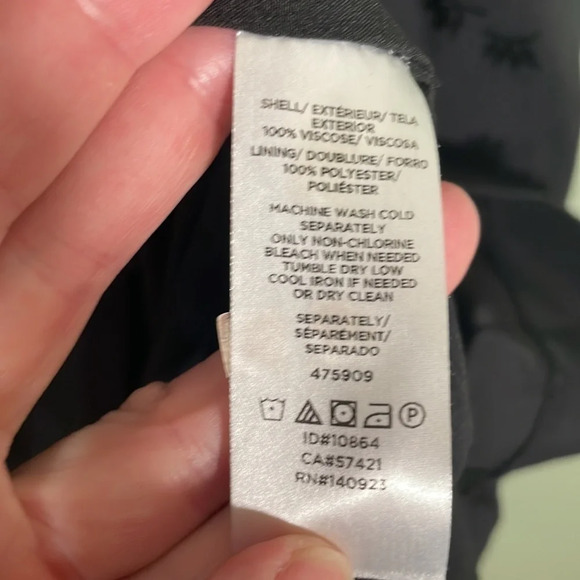 SHELL/ EXTÉRIEUR/ TELA
EXTERIOR
100% VISCOSE/ VISCOSA
LINING/ DOUBLURE/ FORRO
100% POLYESTER/
POLIÉSTER
MACHINE WASH COLD
SEPARATELY
ONLY NON-CHLORINE
BLEACH WHEN NEEDED
TUMBLE DRY LOW
COOL IRON IF NEEDED
OR DRY CLEAN
SEPARATELY/
SÉPARÉMENT/
SEPARADO
475909
P
ID#10864
CA#57421
RN#140923